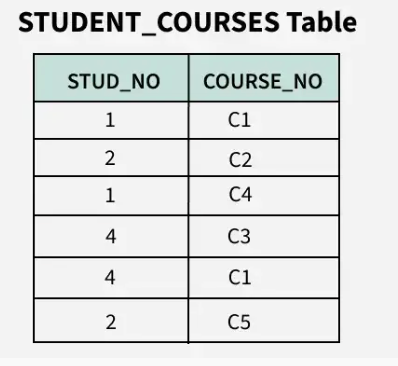 STUDENT_COURSES Table
STUD_NO COURSE_NO
1 C1
2 C2
1 C4
4 C3
4 C1
2 C5